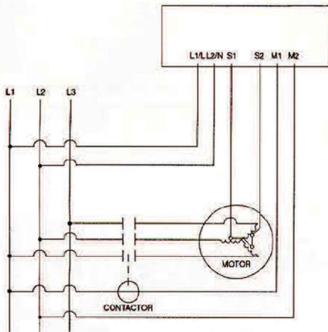 L1/L L2/N S1 S2 M1 M2
L1 L2 L3
MOTOR
CONTACTOR